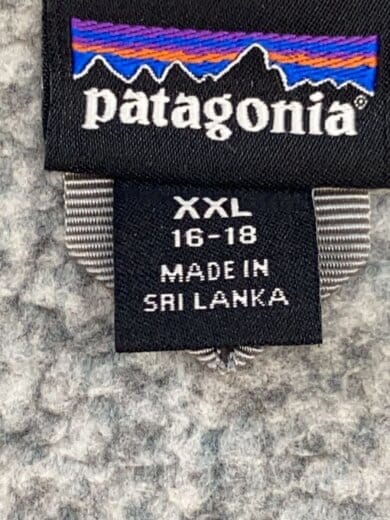 patagonia®
XXL
16-18
MADE IN
SRI LANKA